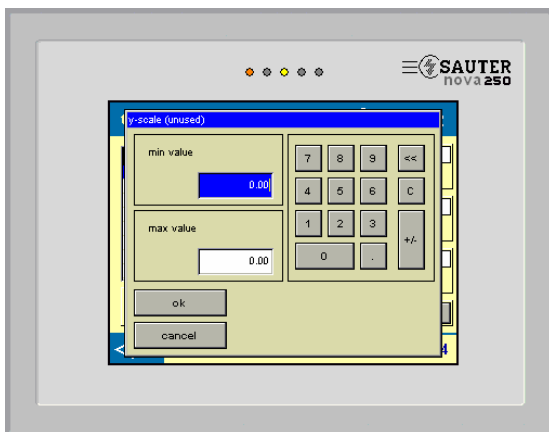 SAUTER
nova 250
y-scale (unused)
min value
0.00
7 8 9 <<
4 5 6 C
max value
1 2 3 +/-
0 .
0.00
ok
cancel
<
4